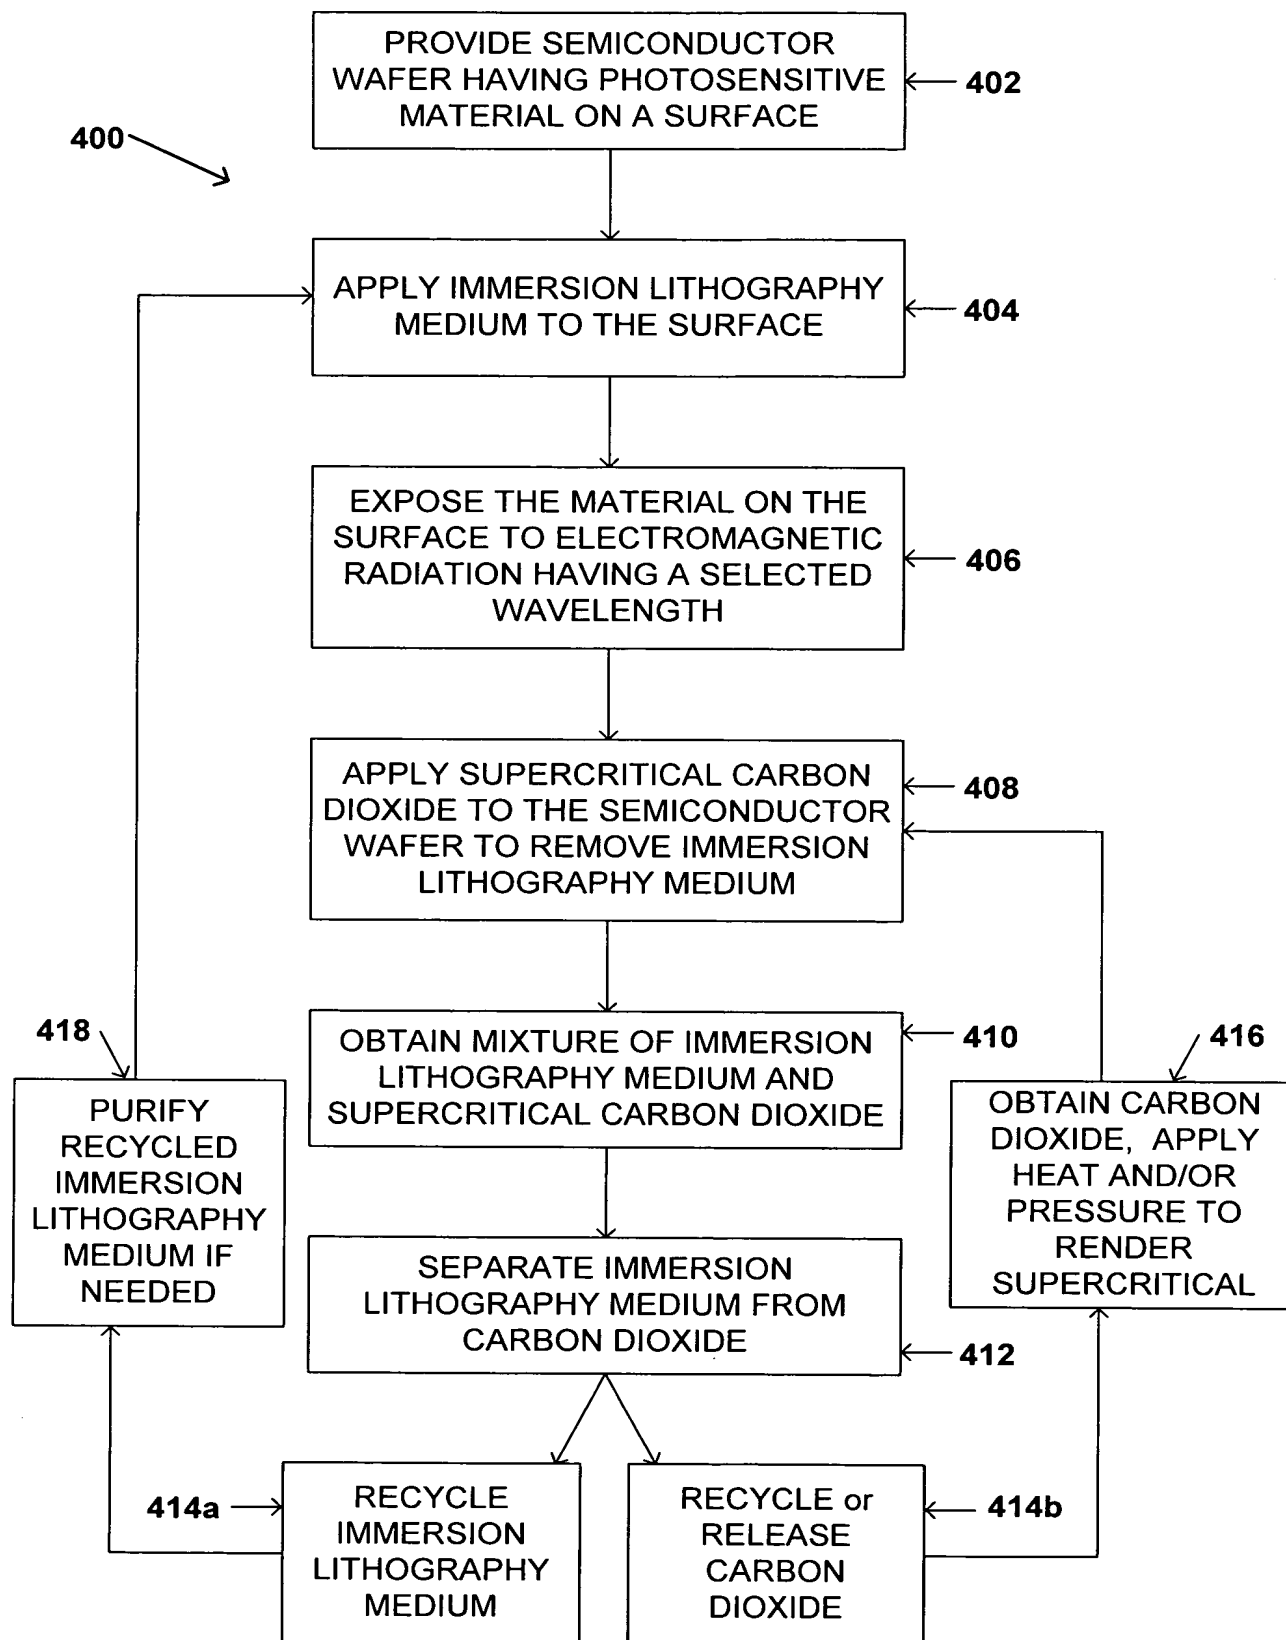 PROVIDE SEMICONDUCTOR
WAFER HAVING PHOTOSENSITIVE
MATERIAL ON A SURFACE
402
400
APPLY IMMERSION LITHOGRAPHY
MEDIUM TO THE SURFACE
404
EXPOSE THE MATERIAL ON THE
SURFACE TO ELECTROMAGNETIC
RADIATION HAVING A SELECTED
WAVELENGTH
406
APPLY SUPERCRITICAL CARBON
DIOXIDE TO THE SEMICONDUCTOR
WAFER TO REMOVE IMMERSION
LITHOGRAPHY MEDIUM
408
OBTAIN MIXTURE OF IMMERSION
LITHOGRAPHY MEDIUM AND
SUPERCRITICAL CARBON DIOXIDE
410
418
PURIFY
RECYCLED
IMMERSION
LITHOGRAPHY
MEDIUM IF
NEEDED
416
OBTAIN CARBON
DIOXIDE, APPLY
HEAT AND/OR
PRESSURE TO
RENDER
SUPERCRITICAL
SEPARATE IMMERSION
LITHOGRAPHY MEDIUM FROM
CARBON DIOXIDE
412
414a
RECYCLE
IMMERSION
LITHOGRAPHY
MEDIUM
RECYCLE or
RELEASE
CARBON
DIOXIDE
414b